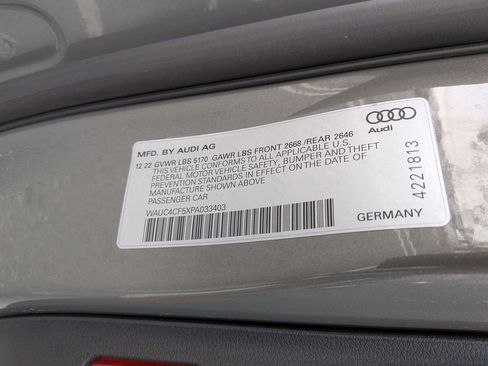 MFD. BY AUDI AG
12 22 GVWR LBS 5170 GAWR LBS FRONT 2668 /REAR 2646
THIS VEHICLE CONFORMS TO ALL APPLICABLE U.S.
FEDERAL MOTOR VEHICLE SAFETY, BUMPER AND THEFT
PREVENTION STANDARDS IN EFFECT ON THE DATE OF
MANUFACTURE SHOWN ABOVE
PASSENGER CAR
WAUC4CF5XPA033403
Audi
4221813
GERMANY